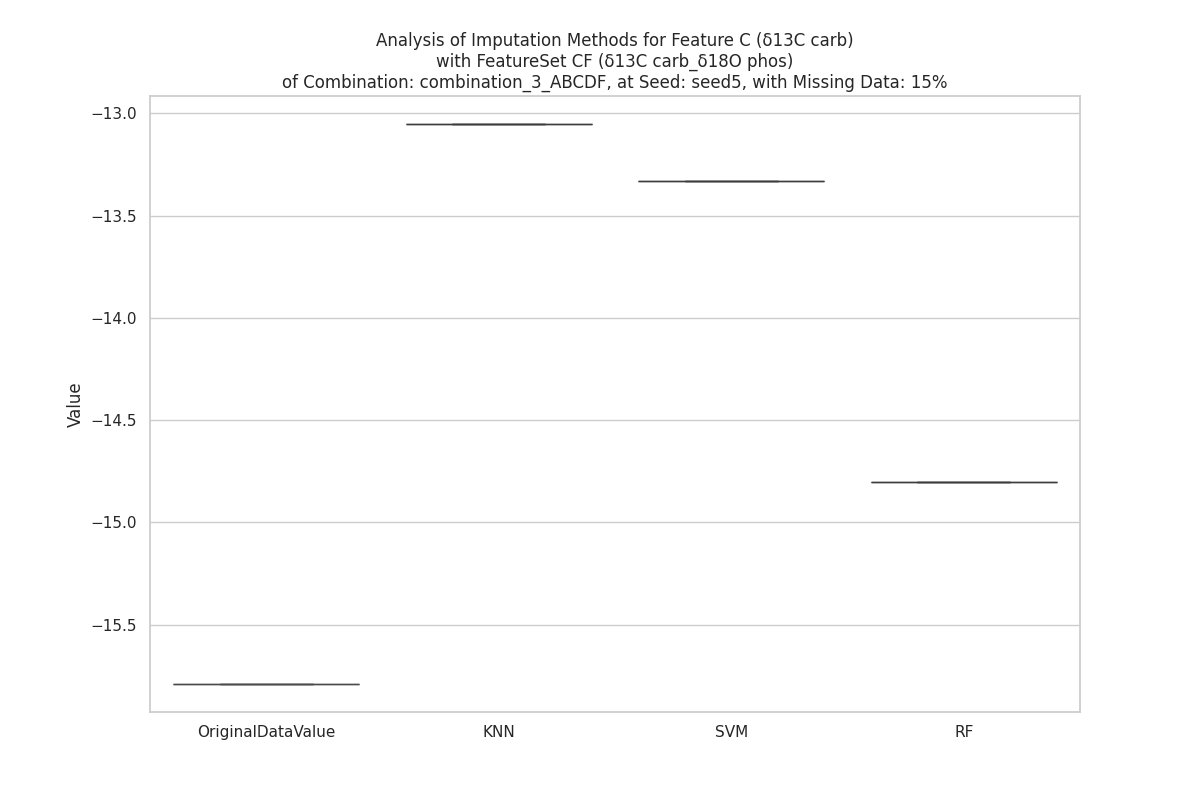 Analysis of Imputation Methods for Feature C (δ13C carb)
with FeatureSet CF (δ13C carb_δ18O phos)
of Combination: combination_3_ABCDF, at Seed: seed5, with Missing Data: 15%
Value
−13.0
−13.5
−14.0
−14.5
−15.0
−15.5
OriginalDataValue
KNN
SVM
RF